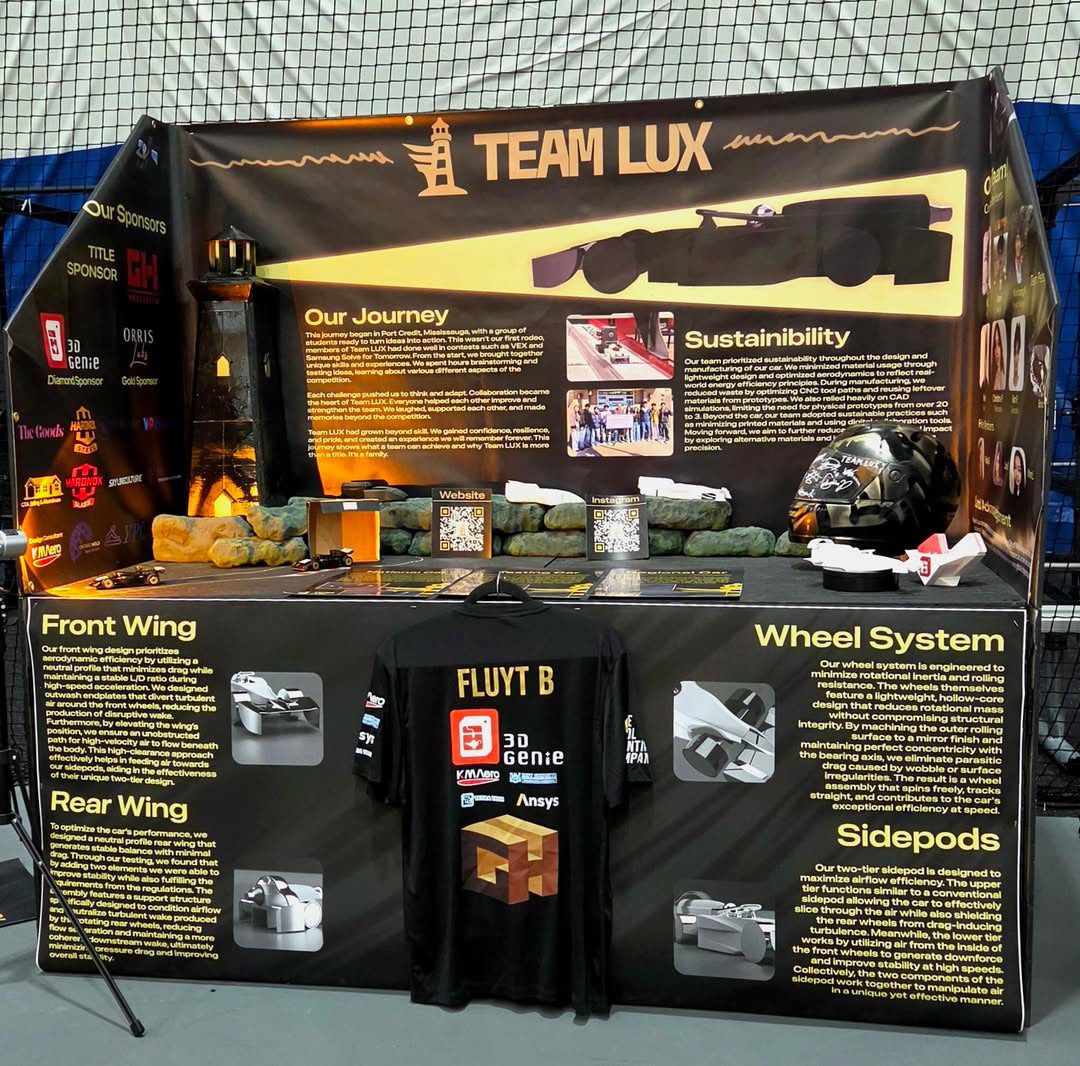 TEAM LUX
Our Sponsors
TITLE
SPONSOR
GH
3D
Genie
Diamond Sponsor
ORRIS
Labs
Gold Sponsor
The Goods
HARDNOX
STEEL
HARDNOX
SKYUNICULTURE
Design Consultant
KMAero
Our Journey
This journey began in Port Credit, Mississauga, with a group of
students ready to turn ideas into action. This wasn't our first rodeo,
members of Team LUX had done well in contests such as VEX and
Samsung Solve for Tomorrow. From the start, we brought together
unique skills and experiences. We spent hours brainstorming and
testing ideas, learning about various different aspects of the
competition.
Each challenge pushed us to think and adapt. Collaboration became
the heart of Team LUX. Everyone helped each other improve and
strengthen the team. We laughed, supported each other, and made
memories beyond the competition.
Team LUX had grown beyond skill. We gained confidence, resilience,
and pride, and created an experience we will remember forever. This
journey shows what a team can achieve and why Team LUX is more
than a title. It's a family.
Sustainibility
Our team prioritized sustainability throughout the design and
manufacturing of our car. We minimized material usage through
lightweight design and optimized aerodynamics to reflect real-
world energy efficiency principles. During manufacturing, we
reduced waste by optimizing CNC tool paths and reusing leftover
materials from prototypes. We also relied heavily on CAD
simulations, limiting the need for physical prototypes from over 20
to 3. Beyond the car, our team adopted sustainable practices such
as minimizing printed materials and using digital collaboration tools.
Moving forward, we aim to further reduce our impact
by exploring alternative materials and
precision.
TEAM LUX
Website
Instagram
Regional Car
Front Wing
Our front wing design prioritizes
aerodynamic efficiency by utilizing a
neutral profile that minimizes drag while
maintaining a stable L/D ratio during
high-speed acceleration. We designed
outwash endplates that divert turbulent
air around the front wheels, reducing the
production of disruptive wake.
Furthermore, by elevating the wing's
position, we ensure an unobstructed
path for high-velocity air to flow beneath
the body. This high-clearance approach
effectively helps in feeding air towards
our sidepods, aiding in the effectiveness
of their unique two-tier design.
Rear Wing
To optimize the car's performance, we
designed a neutral profile rear wing that
generates stable balance with minimal
drag. Through our testing, we found that
by adding two elements we were able to
improve stability while also fulfilling the
requirements from the regulations. The
assembly features a support structure
specifically designed to condition airflow
and neutralize turbulent wake produced
by the rotating rear wheels, reducing
flow separation and maintaining a more
coherent downstream wake, ultimately
minimizing pressure drag and improving
overall stability.
FLUYT B
3D
Genie
KMAero
Ansys
GH
Wheel System
Our wheel system is engineered to
minimize rotational inertia and rolling
resistance. The wheels themselves
feature a lightweight, hollow-core
design that reduces rotational mass
without compromising structural
integrity. By machining the outer rolling
surface to a mirror finish and
maintaining perfect concentricity with
the bearing axis, we eliminate parasitic
drag caused by wobble or surface
irregularities. The result is a wheel
assembly that spins freely, tracks
straight, and contributes to the car's
exceptional efficiency at speed.
Sidepods
Our two-tier sidepod is designed to
maximize airflow efficiency. The upper
tier functions similar to a conventional
sidepod allowing the car to effectively
slice through the air while also shielding
the rear wheels from drag-inducing
turbulence. Meanwhile, the lower tier
works by utilizing air from the inside of
the front wheels to generate downforce
and improve stability at high speeds.
Collectively, the two components of the
sidepod work together to manipulate air
in a unique yet effective manner.